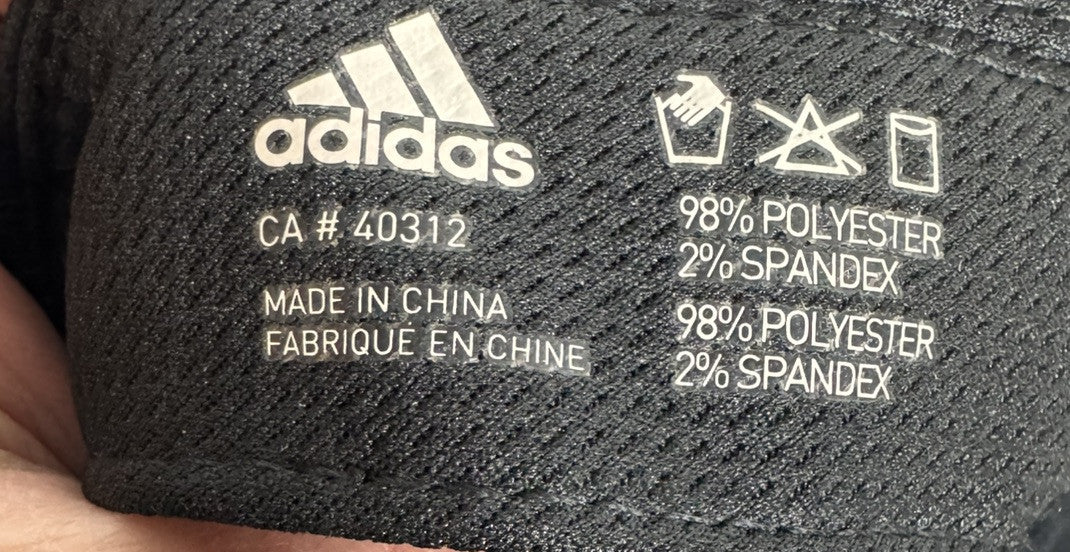 adidas
CA # 40312
MADE IN CHINA
FABRIQUÉ EN CHINE
98% POLYESTER
2% SPANDEX
98% POLYESTER
2% SPANDEX